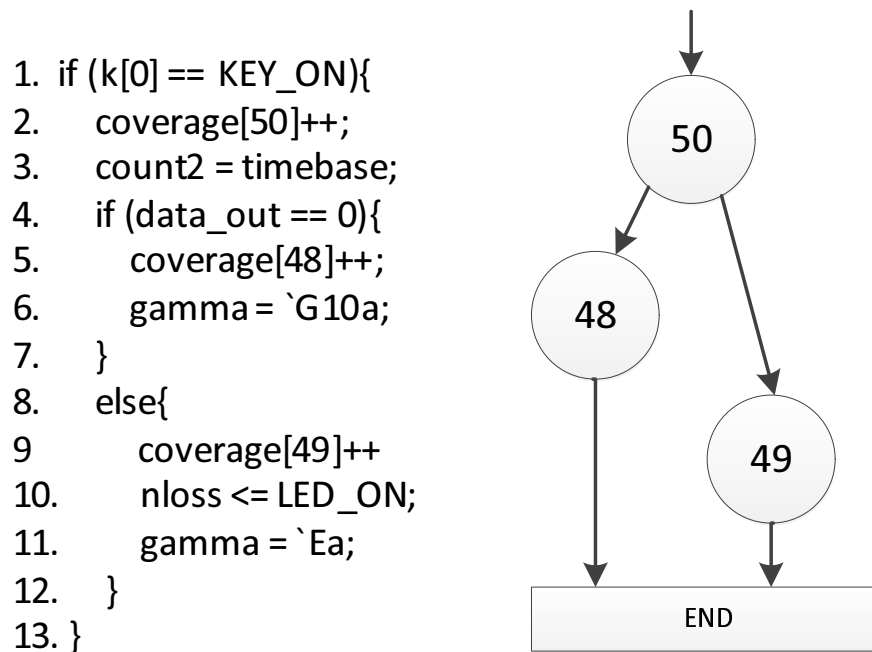 1. if (k[0] == KEY_ON){
2. coverage[50]++;
3. count2 = timebase;
4. if (data_out == 0){
5. coverage[48]++;
6. gamma = `G10a;
7. }
8. else{
9 coverage[49]++
10. nloss <= LED_ON;
11. gamma = `Ea;
12. }
13. }
50
48
49
END